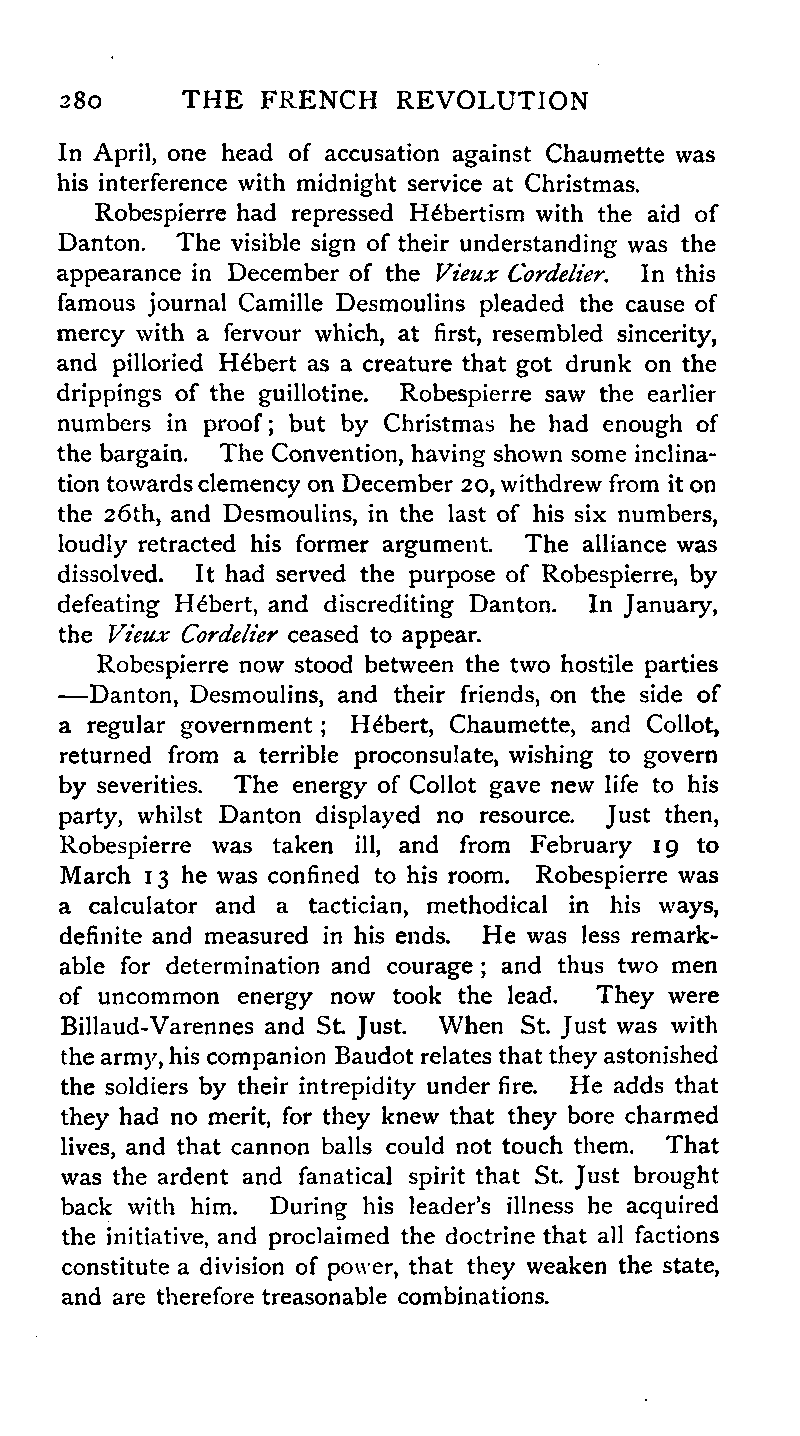 280 THE FRENCH REVOLUTION
In April, one head of accusation against Chaumette was
his interference with midnight service at Christmas.
Robespierre had repressed Hébertism with the aid of
Danton. The visible sign of their understanding was the
appearance in December of the Vieux Cordelier. In this
famous journal Camille Desmoulins pleaded the cause of
mercy with a fervour which, at first, resembled sincerity,
and pilloried Hébert as a creature that got drunk on the
drippings of the guillotine. Robespierre saw the earlier
numbers in proof; but by Christmas he had enough of
the bargain. The Convention, having shown some inclina-
tion towards clemency on December 20, withdrew from it on
the 26th, and Desmoulins, in the last of his six numbers,
loudly retracted his former argument. The alliance was
dissolved. It had served the purpose of Robespierre, by
defeating Hébert, and discrediting Danton. In January,
the Vieux Cordelier ceased to appear.
Robespierre now stood between the two hostile parties
—Danton, Desmoulins, and their friends, on the side of
a regular government; Hébert, Chaumette, and Collot,
returned from a terrible proconsulate, wishing to govern
by severities. The energy of Collot gave new life to his
party, whilst Danton displayed no resource. Just then,
Robespierre was taken ill, and from February 19 to
March 13 he was confined to his room. Robespierre was
a calculator and a tactician, methodical in his ways,
definite and measured in his ends. He was less remark-
able for determination and courage; and thus two men
of uncommon energy now took the lead. They were
Billaud-Varennes and St. Just. When St. Just was with
the army, his companion Baudot relates that they astonished
the soldiers by their intrepidity under fire. He adds that
they had no merit, for they knew that they bore charmed
lives, and that cannon balls could not touch them. That
was the ardent and fanatical spirit that St. Just brought
back with him. During his leader's illness he acquired
the initiative, and proclaimed the doctrine that all factions
constitute a division of power, that they weaken the state,
and are therefore treasonable combinations.